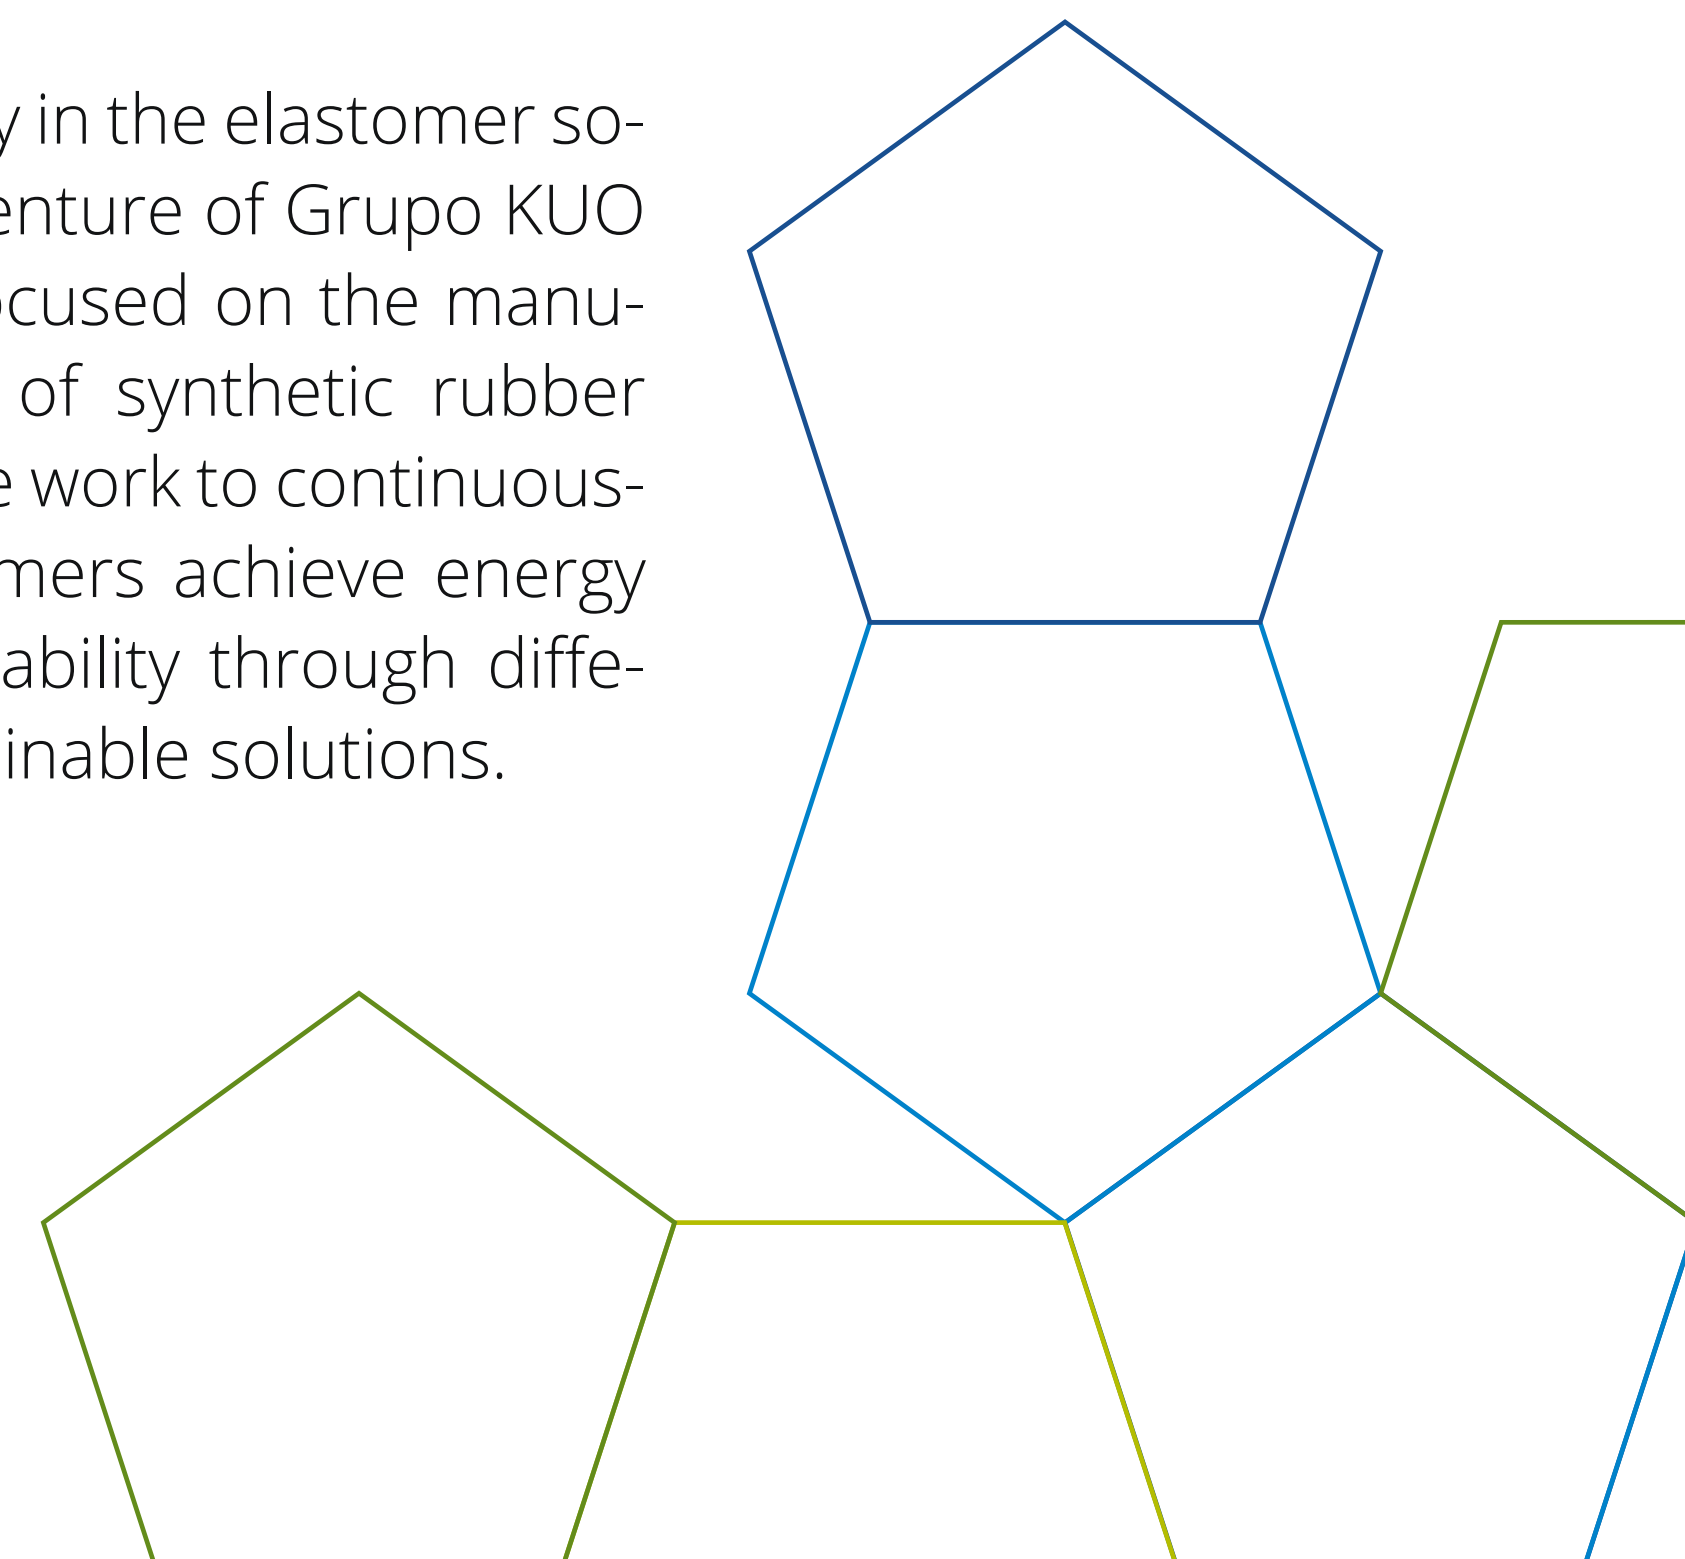 y in the elastomer so-
enture of Grupo KUO
ocused on the manu-
of synthetic rubber
e work to continuous-
mers achieve energy
ability through diffe-
inable solutions.